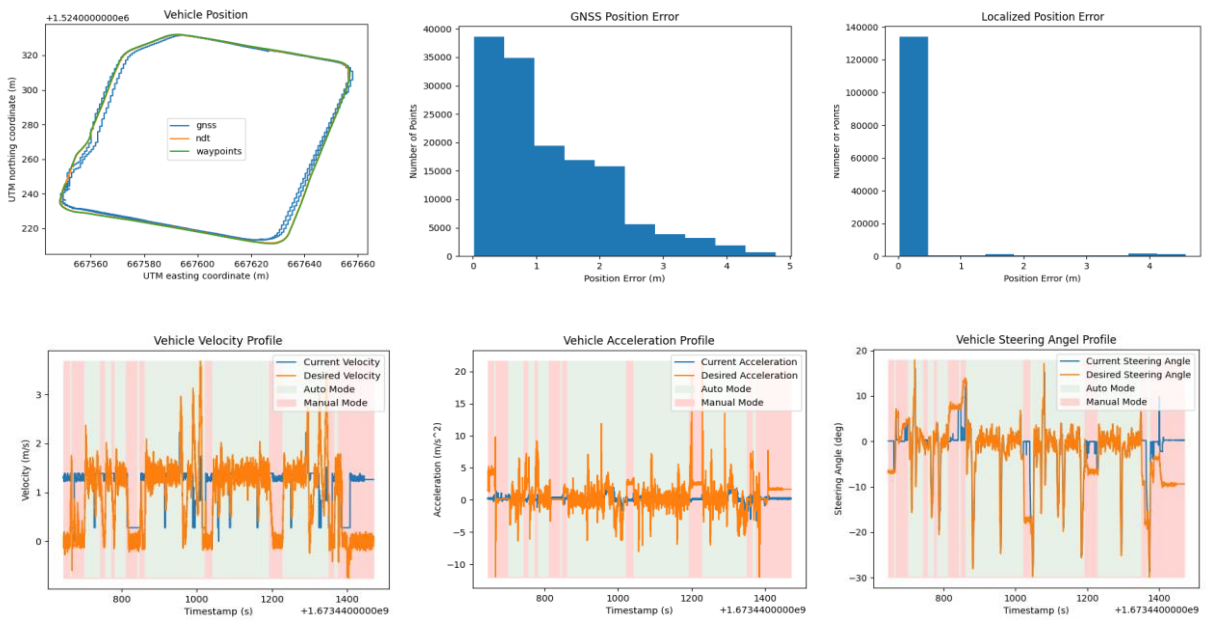 Vehicle Position
+1.5240000000e6
UTM northing coordinate (m)
320
300
280
260
240
220
gnss
ndt
waypoints
667560
667580
667600
667620
667640
667660
UTM easting coordinate (m)
GNSS Position Error
Number of Points
40000
35000
30000
25000
20000
15000
10000
5000
0
0
1
2
3
4
5
Position Error (m)
Localized Position Error
Number of Points
140000
120000
100000
80000
60000
40000
20000
0
0
1
2
3
4
Position Error (m)
Vehicle Velocity Profile
Velocity (m/s)
3
2
1
0
Current Velocity
Desired Velocity
Auto Mode
Manual Mode
800
1000
1200
1400
Timestamp (s)
+1.6734400000e9
Vehicle Acceleration Profile
Acceleration (m/s^2)
20
15
10
5
0
−5
−10
Current Acceleration
Desired Acceleration
Auto Mode
Manual Mode
800
1000
1200
1400
Timestamp (s)
+1.6734400000e9
Vehicle Steering Angel Profile
Steering Angle (deg)
20
10
0
−10
−20
−30
Current Steering Angle
Desired Steering Angle
Auto Mode
Manual Mode
800
1000
1200
1400
Timestamp (s)
+1.6734400000e9